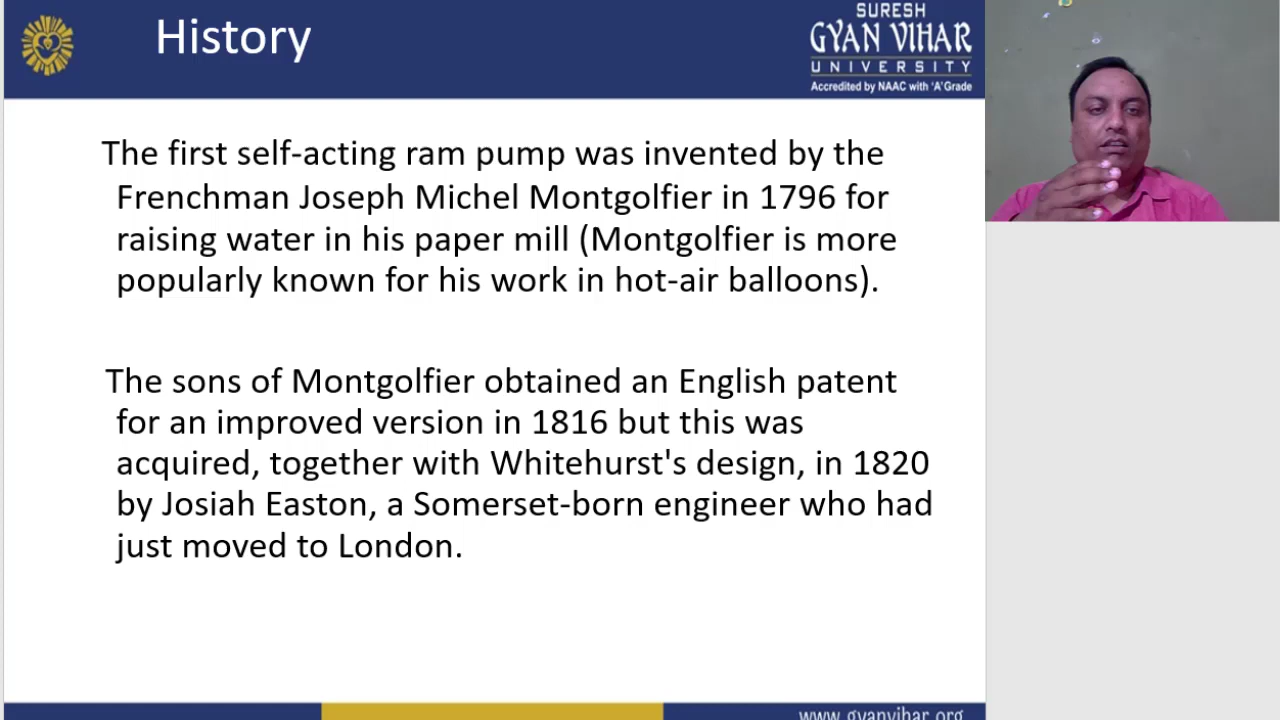 History
SURESH
GYAN VIHAR
UNIVERSITY
Accredited by NAAC with 'A' Grade
The first self-acting ram pump was invented by the
Frenchman Joseph Michel Montgolfier in 1796 for
raising water in his paper mill (Montgolfier is more
popularly known for his work in hot-air balloons).
The sons of Montgolfier obtained an English patent
for an improved version in 1816 but this was
acquired, together with Whitehurst's design, in 1820
by Josiah Easton, a Somerset-born engineer who had
just moved to London.
www.gyanvihar.org